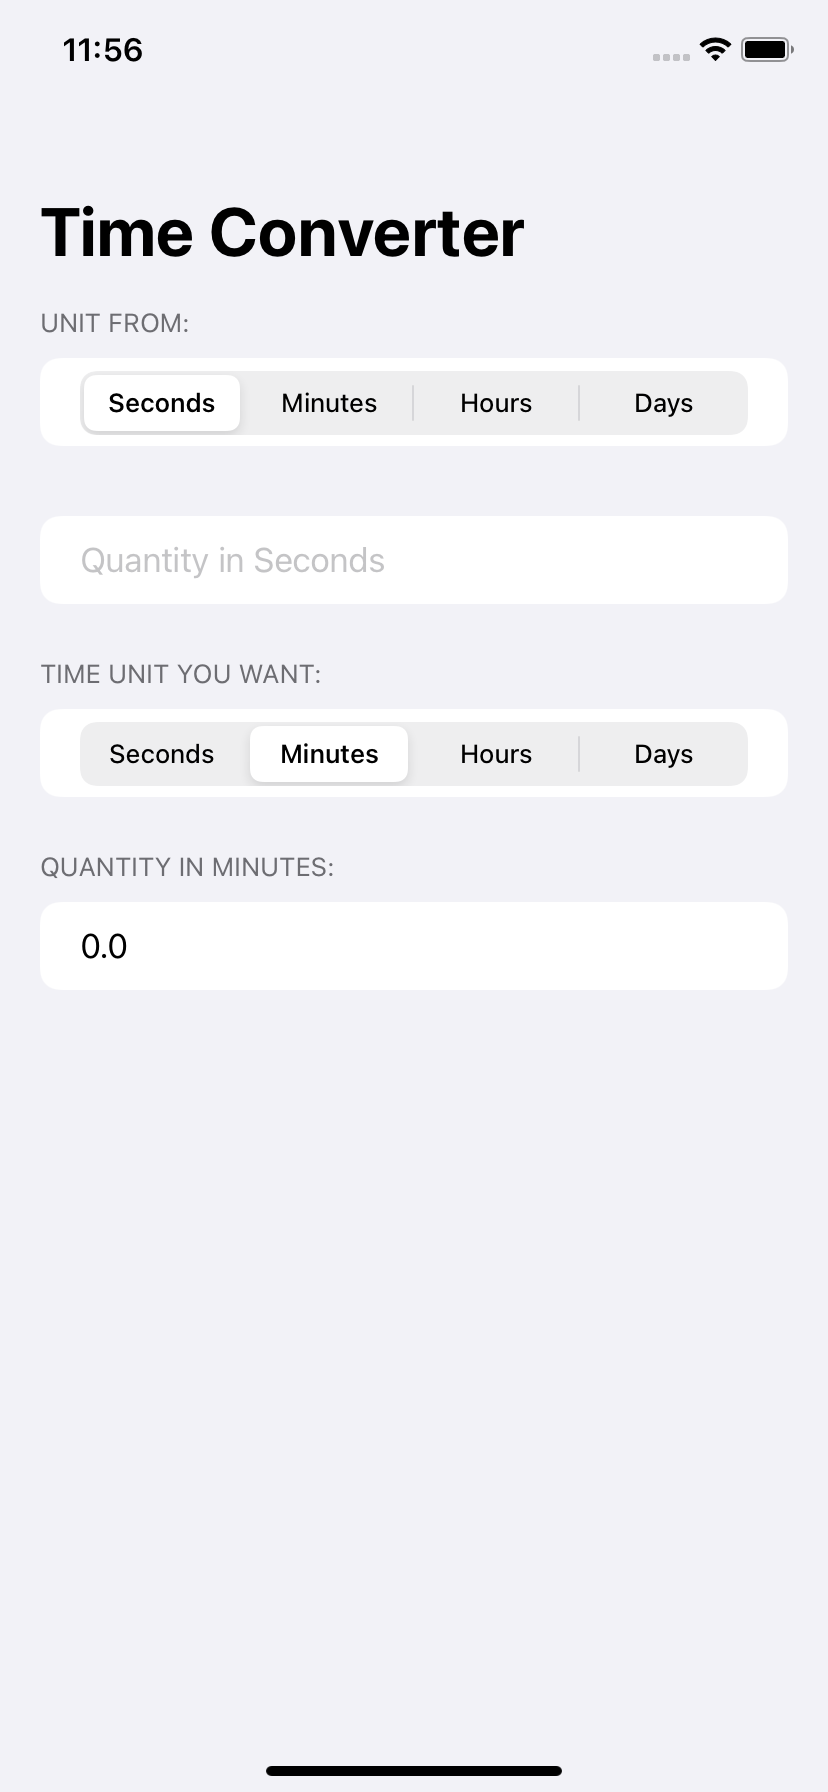 11:56
Time Converter
UNIT FROM:
Seconds Minutes Hours Days
Quantity in Seconds
TIME UNIT YOU WANT:
Seconds Minutes Hours Days
QUANTITY IN MINUTES:
0.0